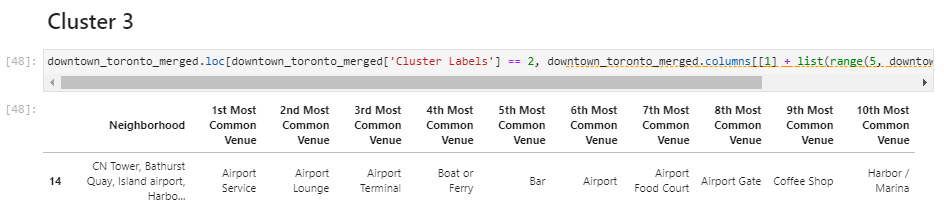 Cluster 3
[48]: downtown_toronto_merged.loc[downtown_toronto_merged['Cluster Labels'] == 2, downtown_toronto_merged.columns[[1] + list(range(5, downtow
[48]:
Neighborhood 1st Most Common Venue 2nd Most Common Venue 3rd Most Common Venue 4th Most Common Venue 5th Most Common Venue 6th Most Common Venue 7th Most Common Venue 8th Most Common Venue 9th Most Common Venue 10th Most Common Venue
14 CN Tower, Bathurst Quay, Island airport, Harbo... Airport Service Airport Lounge Airport Terminal Boat or Ferry Bar Airport Airport Food Court Airport Gate Coffee Shop Harbor / Marina